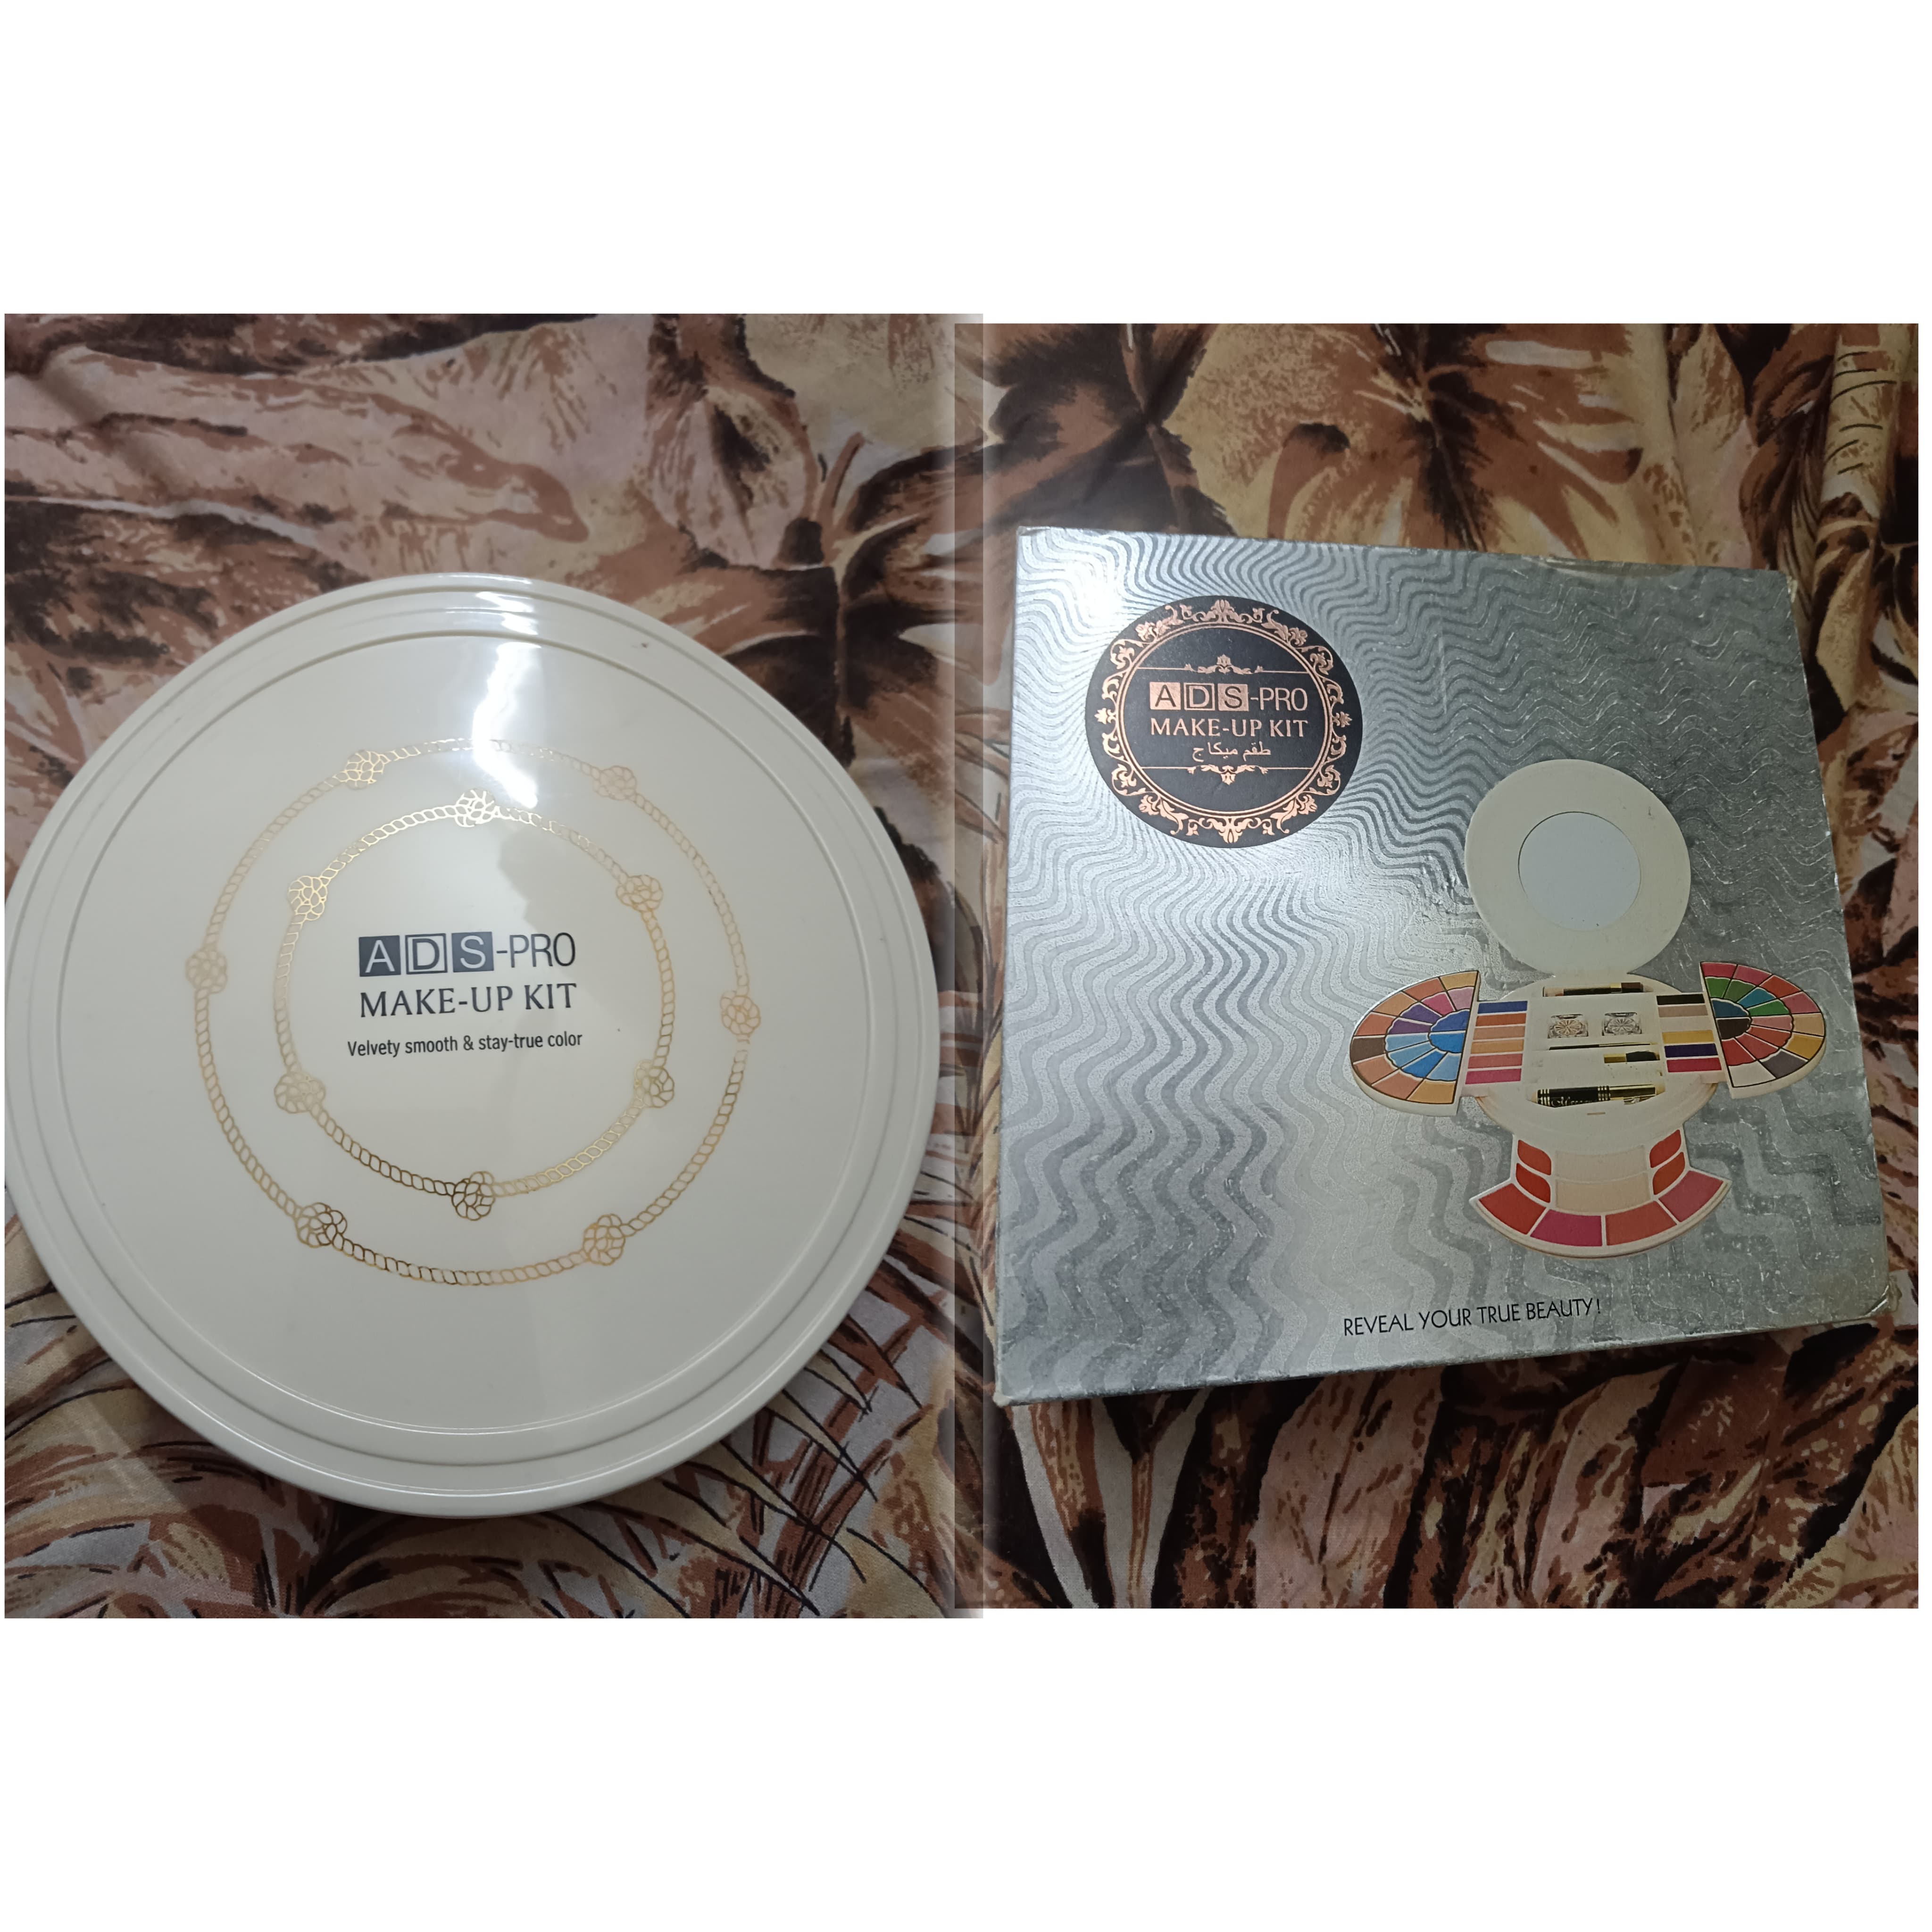 ADS-PRO
MAKE-UP KIT
Velvety smooth & stay-true color
ADS-PRO
MAKE-UP KIT
طقم ميكاج
REVEAL YOUR TRUE BEAUTY!